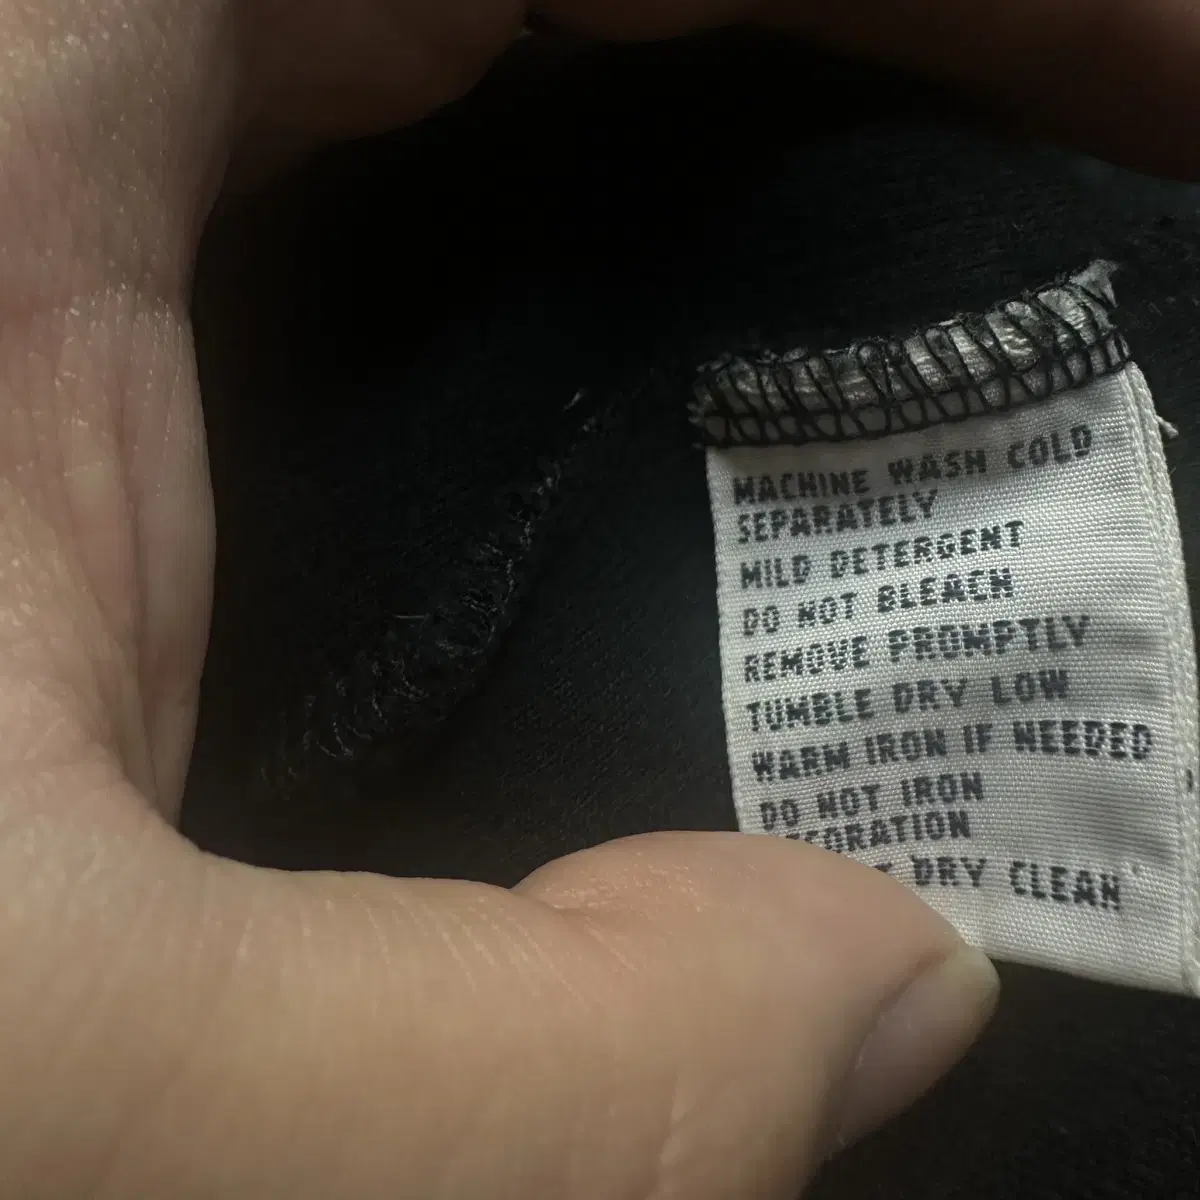 MACHINE WASH COLD
SEPARATELY
MILD DETERGENT
DO NOT BLEACH
REMOVE PROMPTLY
TUMBLE DRY LOW
WARM IRON IF NEEDED
DO NOT IRON
DRY CLEAN